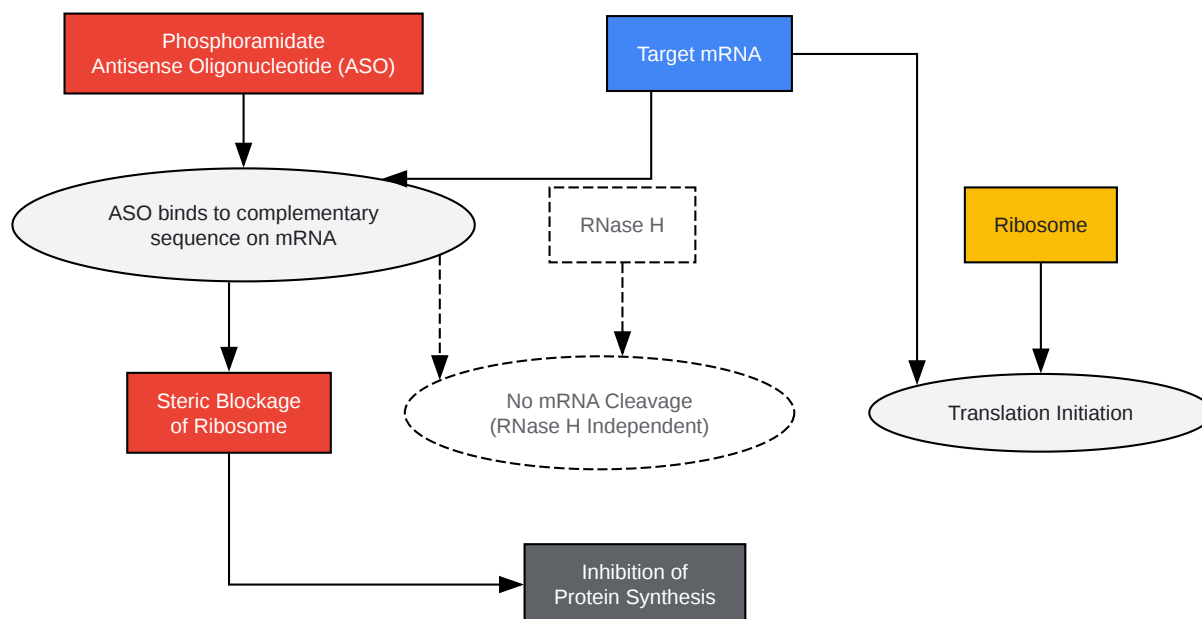 Phosphoramidate
Antisense Oligonucleotide (ASO)
Target mRNA
ASO binds to complementary
sequence on mRNA
RNase H
Ribosome
Steric Blockage
of Ribosome
No mRNA Cleavage
(RNase H Independent)
Translation Initiation
Inhibition of
Protein Synthesis